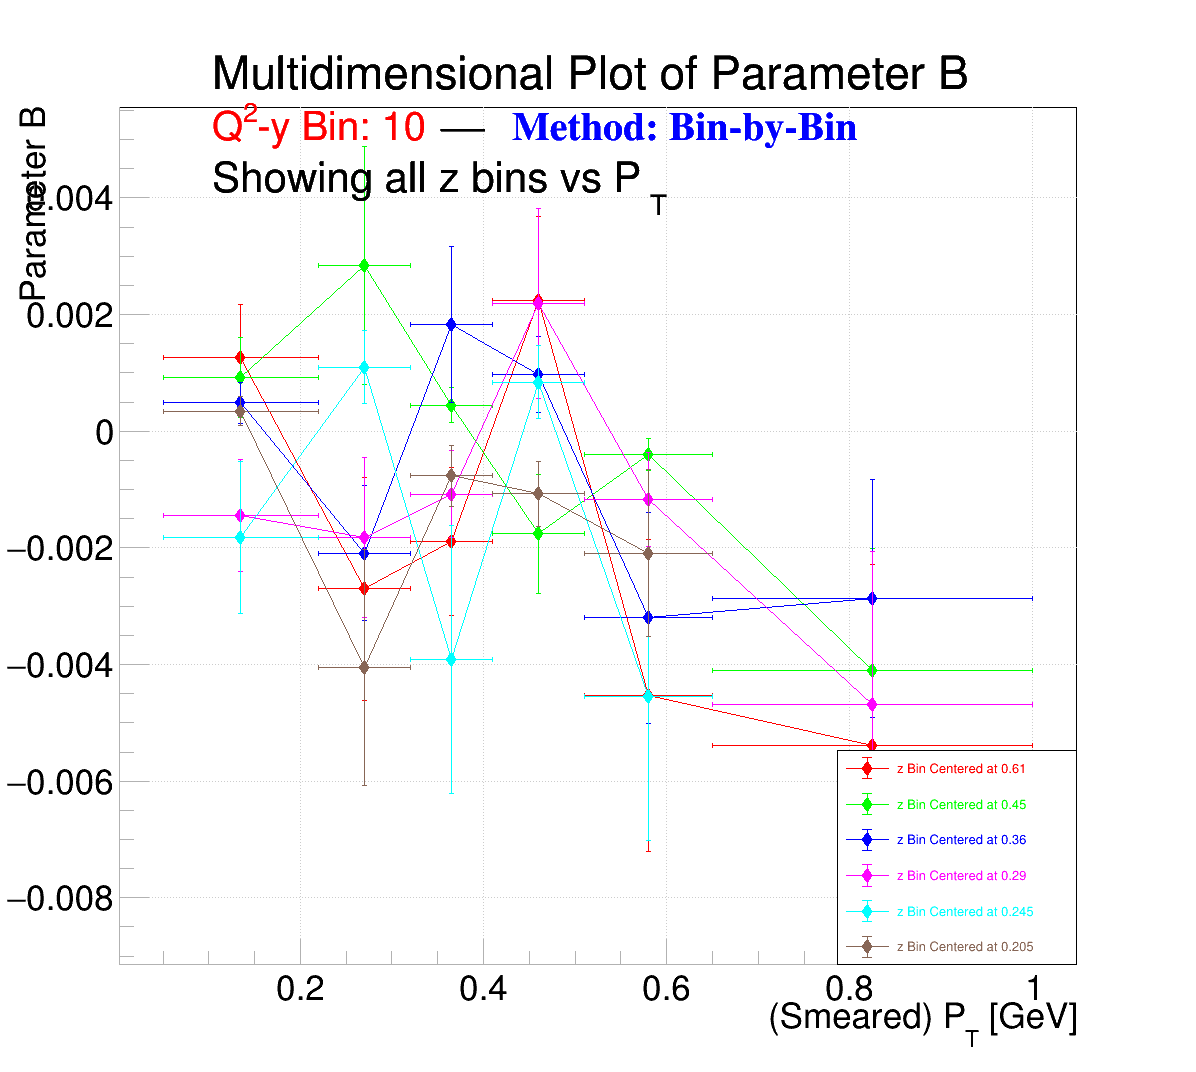 Multidimensional Plot of Parameter B
Q²-y Bin: 10 — Method: Bin-by-Bin
Showing all z bins vs P_T
Parameter B
0.004
0.002
0
−0.002
−0.004
−0.006
−0.008
z Bin Centered at 0.61
z Bin Centered at 0.45
z Bin Centered at 0.36
z Bin Centered at 0.29
z Bin Centered at 0.245
z Bin Centered at 0.205
0.2 0.4 0.6 0.8 1
(Smeared) P_T [GeV]